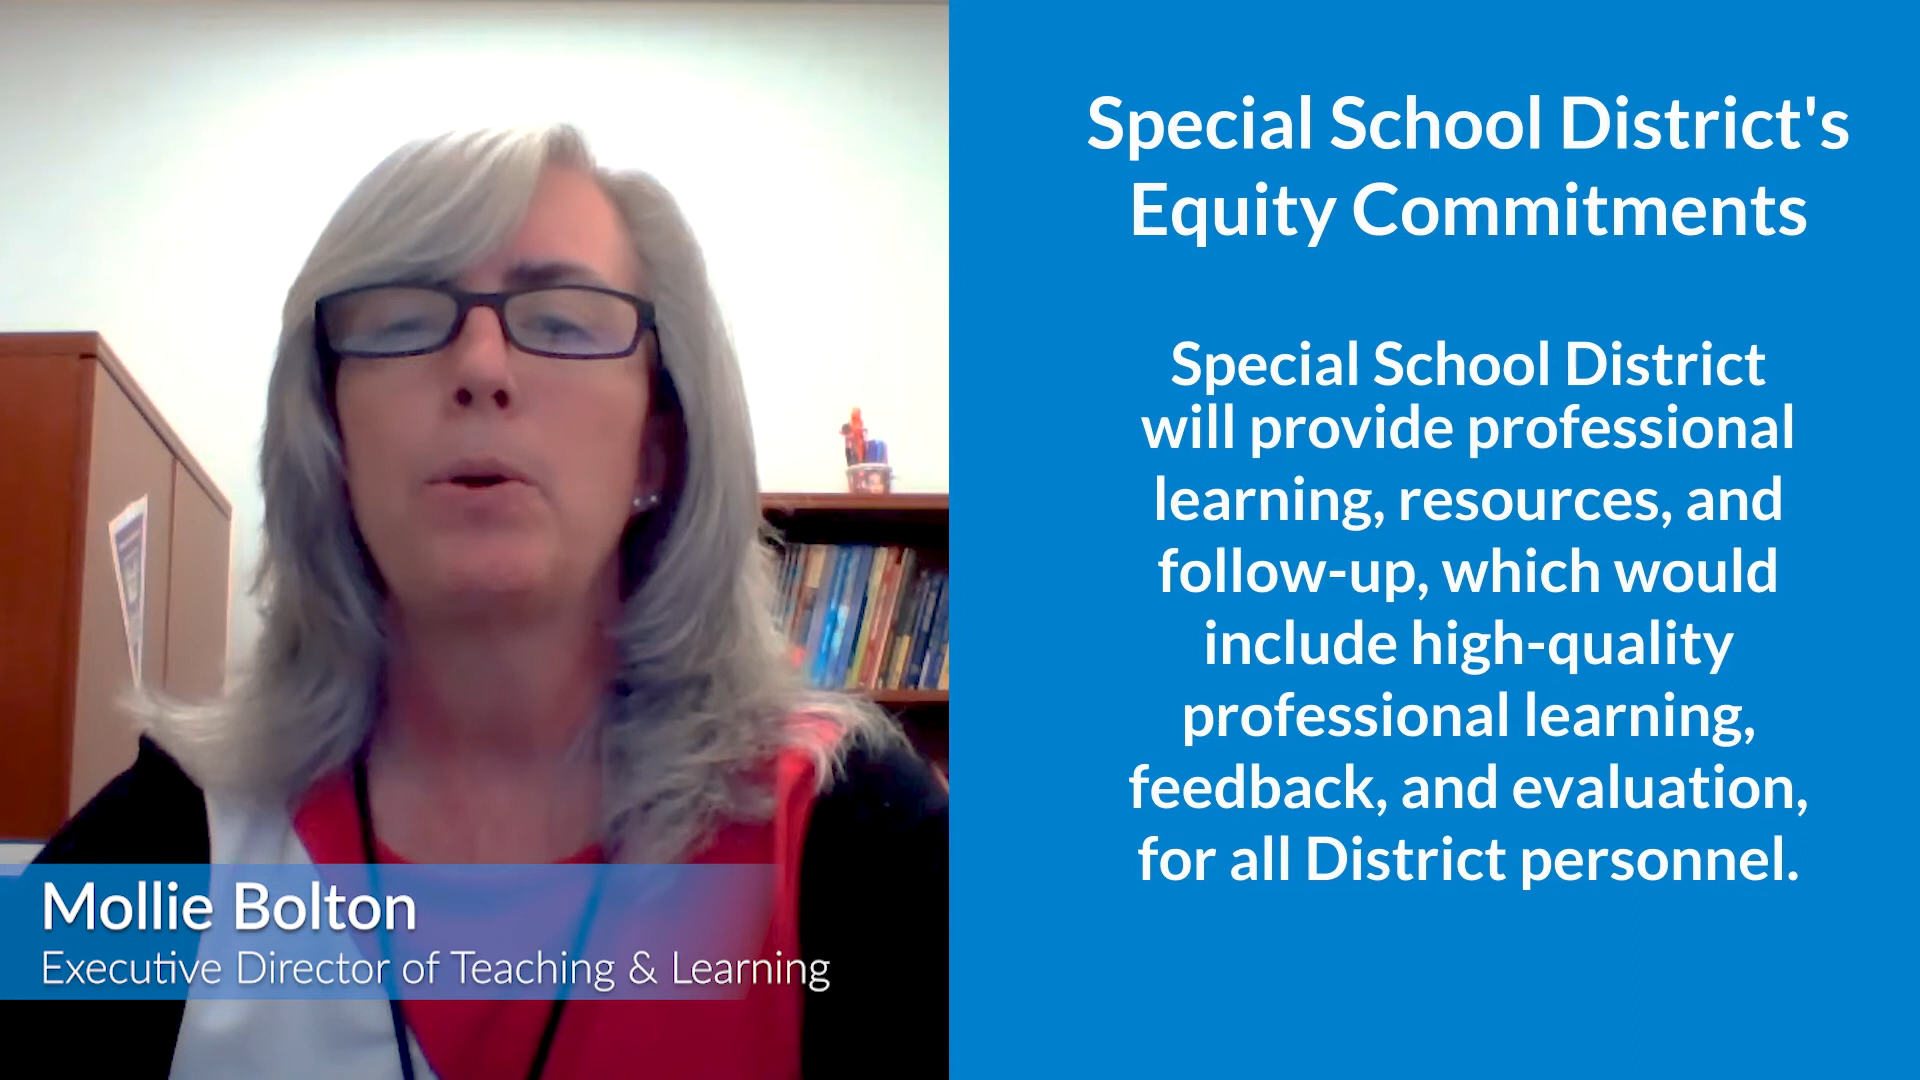 Special School District's
Equity Commitments
Special School District
will provide professional
learning, resources, and
follow-up, which would
include high-quality
professional learning,
feedback, and evaluation,
for all District personnel.
Mollie Bolton
Executive Director of Teaching & Learning